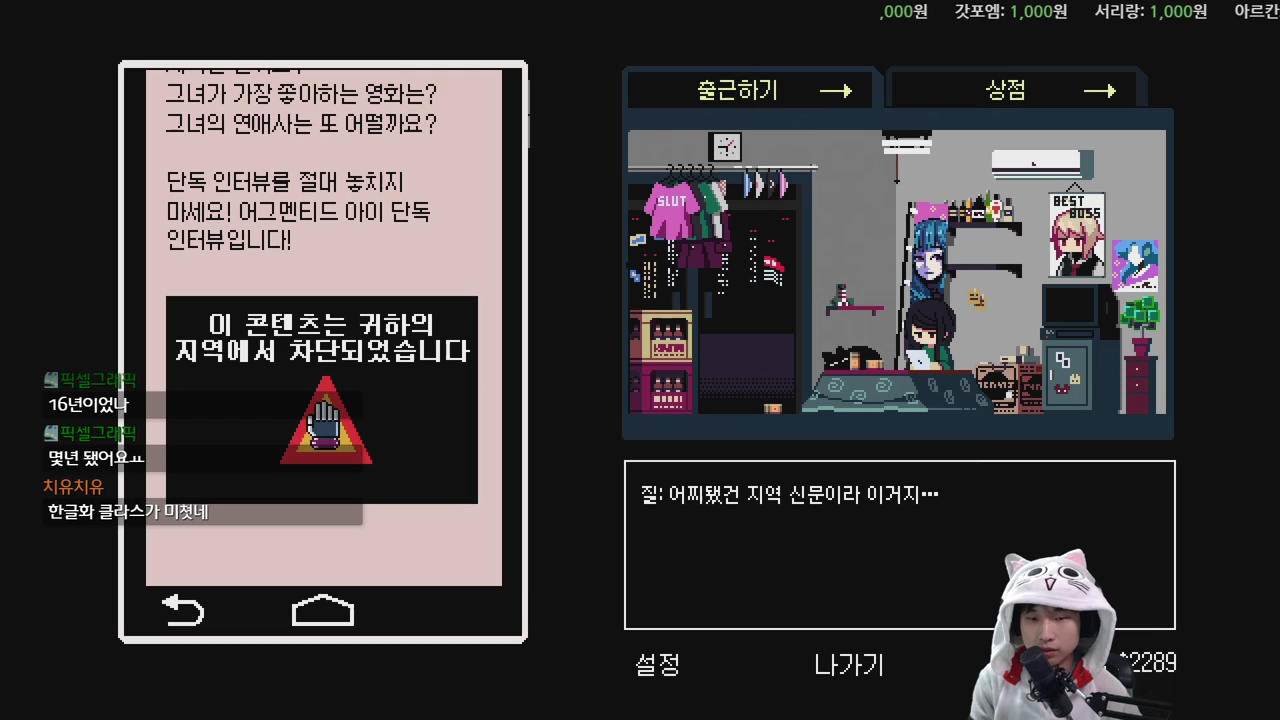 ,000원 갓포엠: 1,000원 서리랑: 1,000원 아르칸
그녀가 가장 좋아하는 영화는?
그녀의 연애사는 또 어떨까요?
단독 인터뷰를 절대 놓치지
마세요! 어그멘티드 아이 단독
인터뷰입니다!
이 콘텐츠는 귀하의
지역에서 차단되었습니다
픽셀그래픽
16년이었나
픽셀그래픽
몇년 됐어요ㅛ
치유치유
한글화 클라스가 미쳣네
출근하기
상점
SLUT
BEST
BOSS
질: 어찌됐건 지역 신문이라 이거지…
설정
나가기
2289